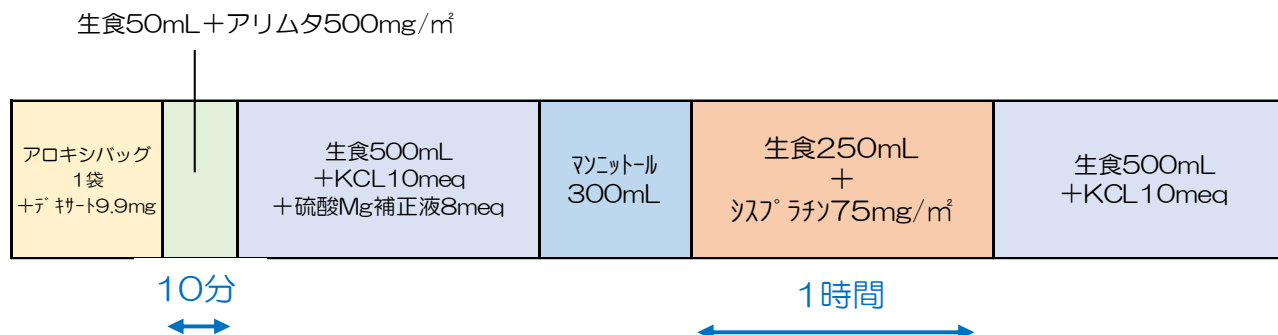 生食50mL＋アリムタ500mg/㎡
アロキシバッグ
1袋
＋ﾃﾞｷｻｰﾄ9.9mg
生食500mL
＋KCL10meq
＋硫酸Mg補正液8meq
ﾏﾝﾆｯﾄｰﾙ
300mL
生食250mL
＋
ｼｽﾌﾟﾗﾁﾝ75mg/㎡
生食500mL
＋KCL10meq
10分
1時間